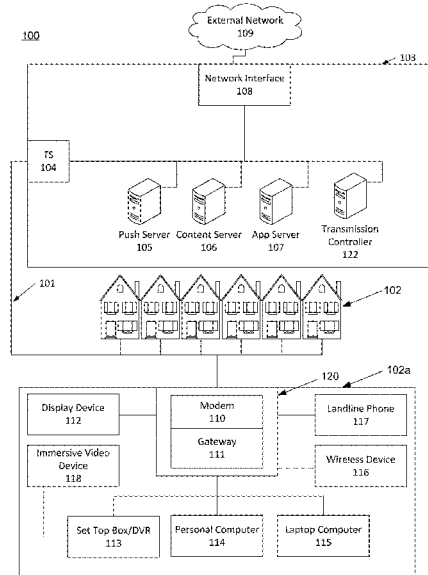 100
External Network
109
103
Network Interface
108
TS
104
Push Server
105
Content Server
106
App Server
107
Transmission
Controller
122
101
102
120
102a
Display Device
112
Modem
110
Gateway
111
Landline Phone
117
Immersive Video
Device
118
Wireless Device
116
Set Top Box/DVR
113
Personal Computer
114
Laptop Computer
115